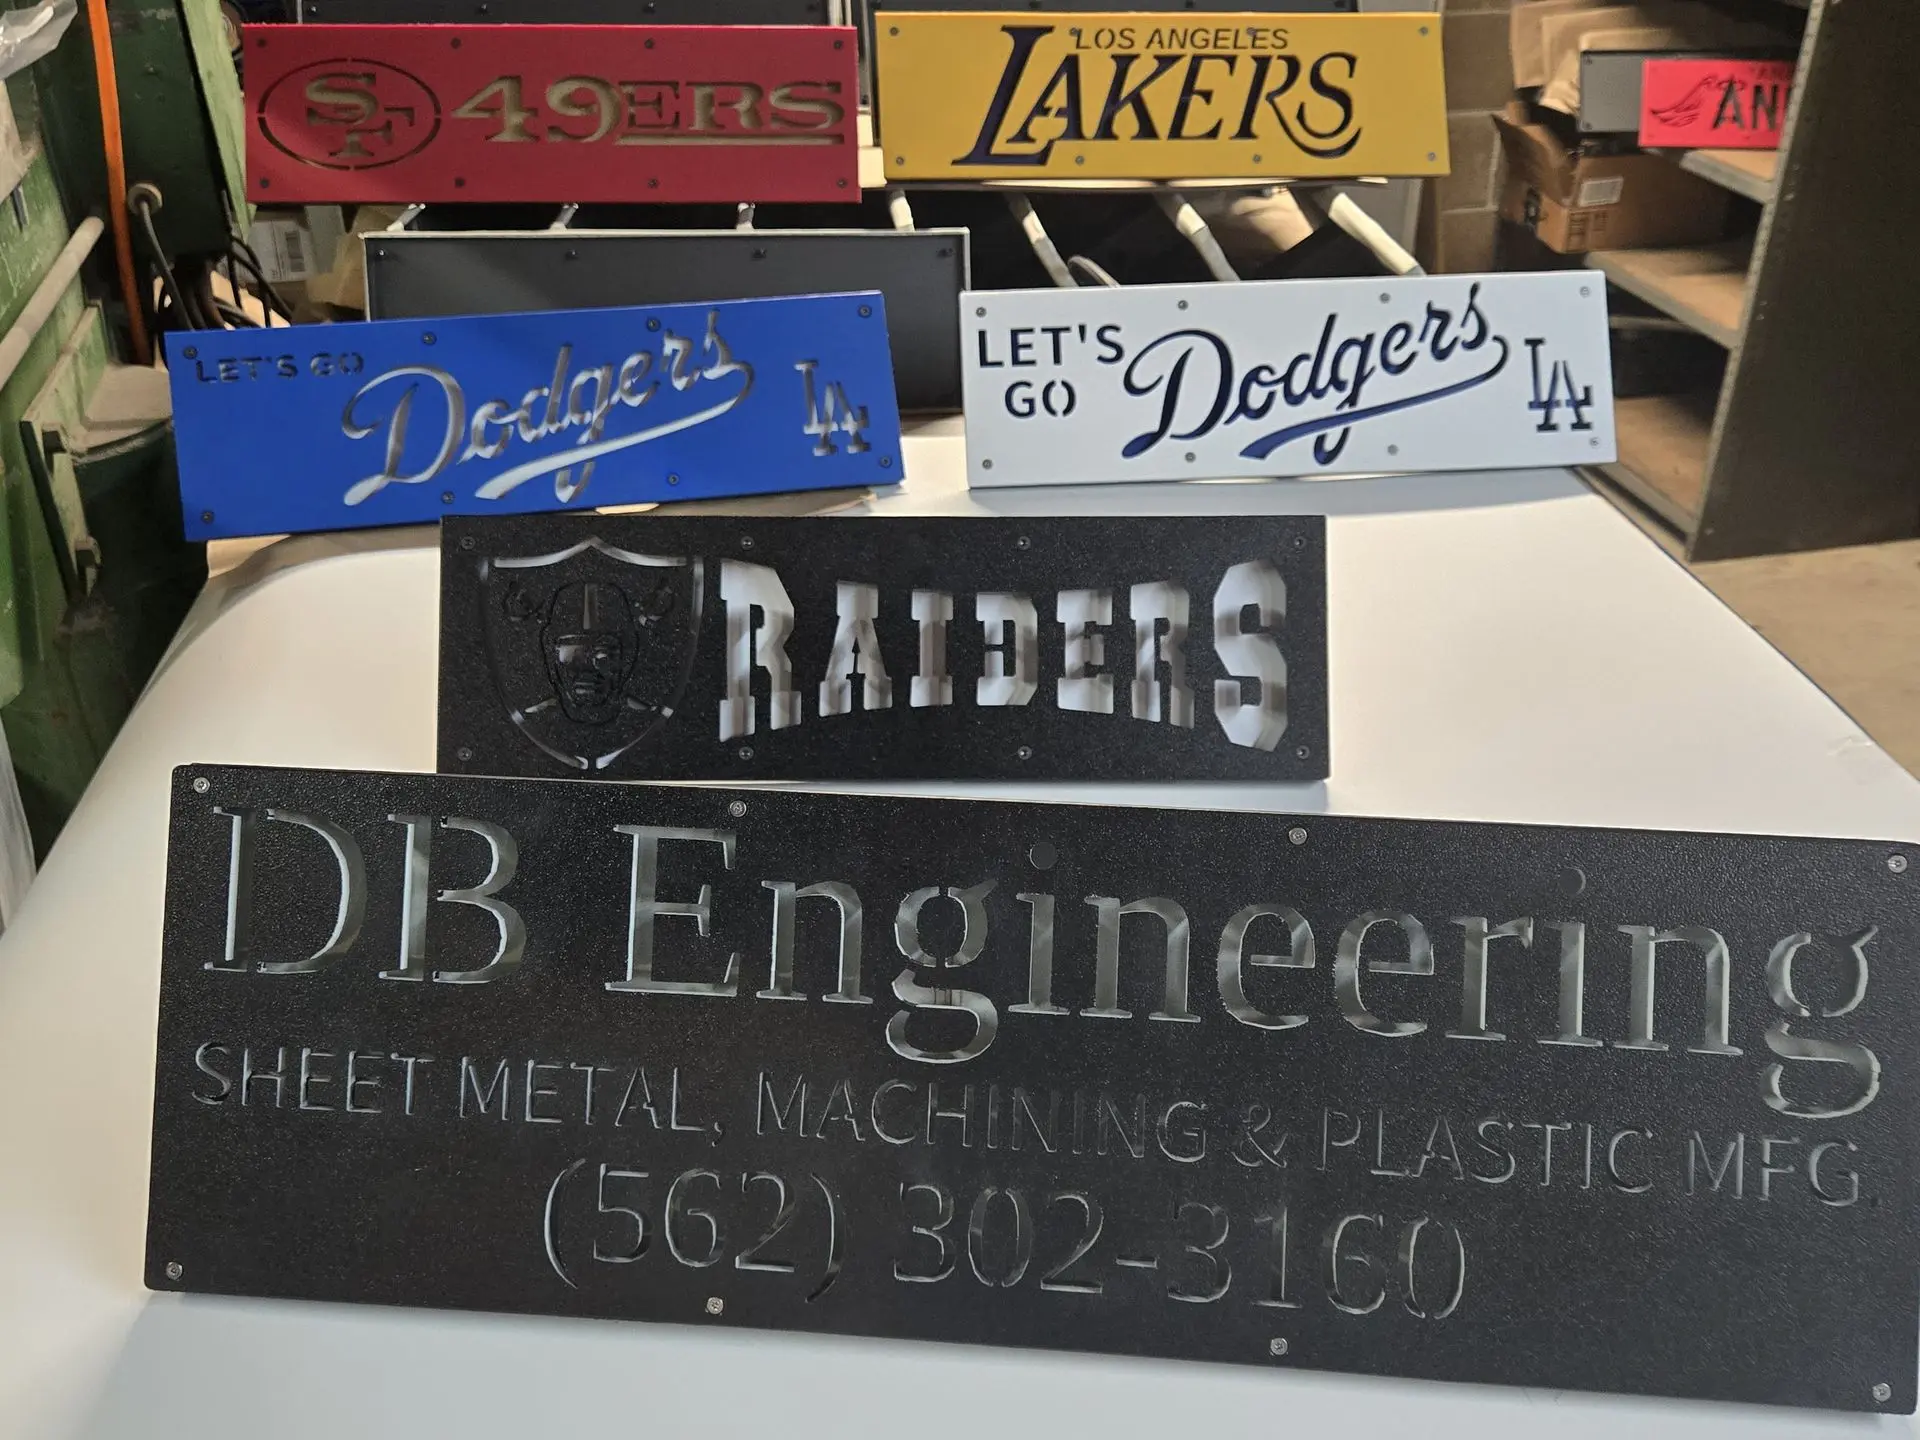 SF 49ERS
LOS ANGELES
LAKERS
LET'S GO Dodgers LA
LET'S
GO
Dodgers LA
RAIDERS
DB Engineering
SHEET METAL, MACHINING & PLASTIC MFG.
(562) 302-3160